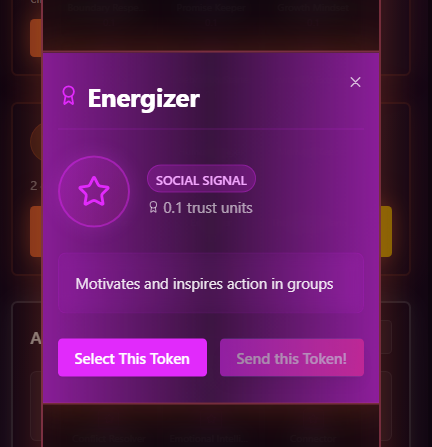 Energizer
SOCIAL SIGNAL
0.1 trust units
Motivates and inspires action in groups
Select This Token
Send this Token!
2
A